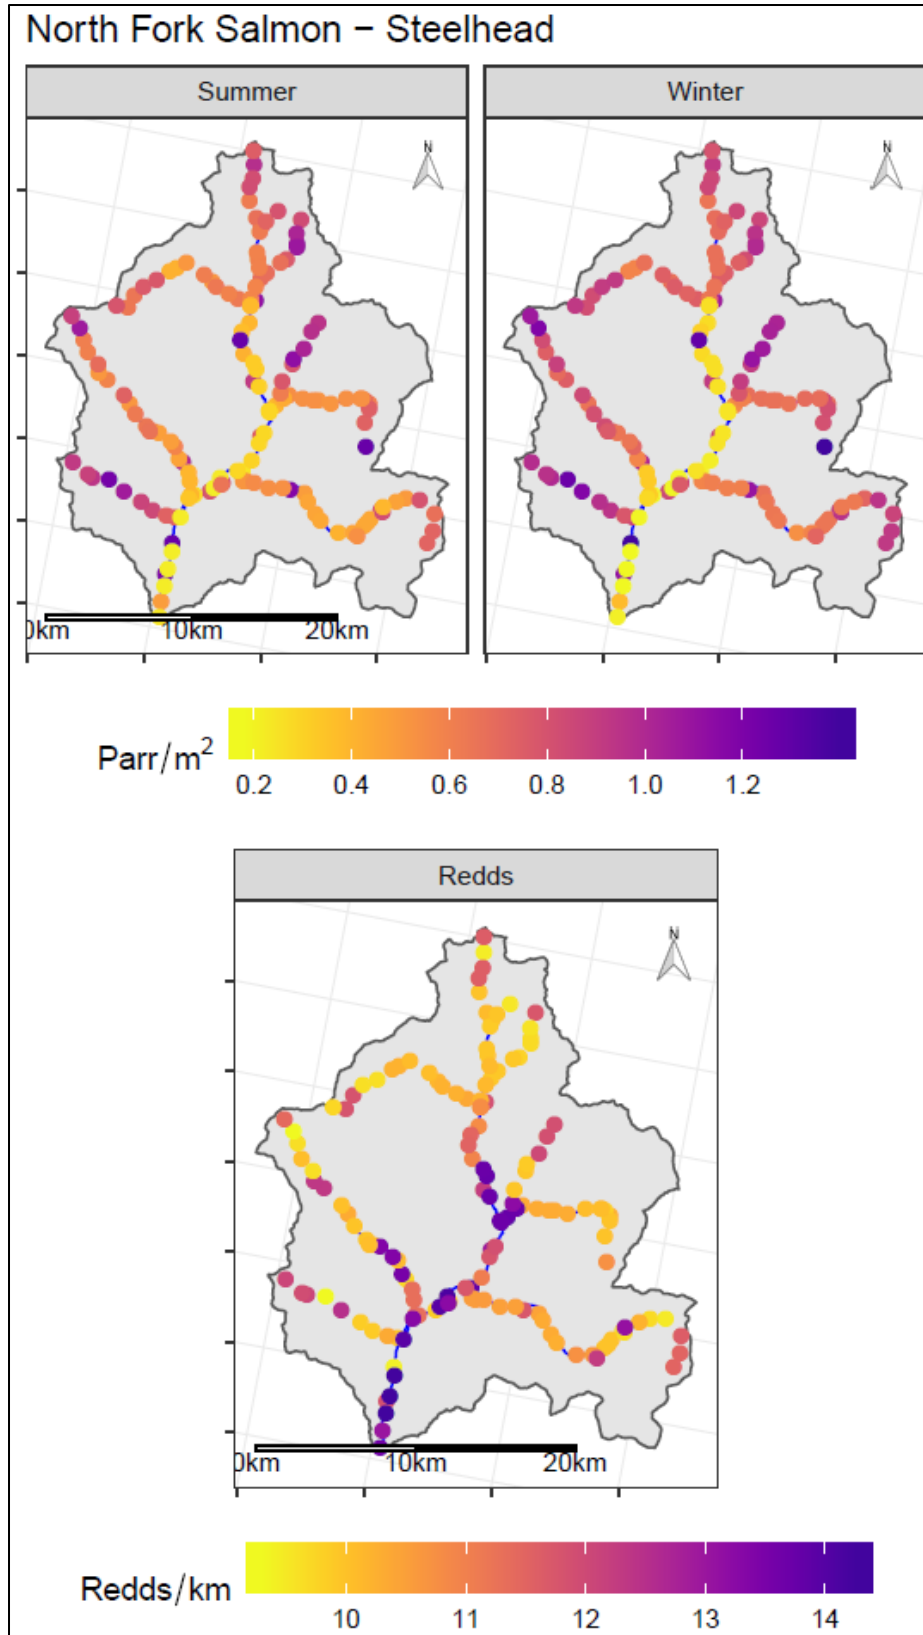 North Fork Salmon − Steelhead
Summer
Winter
N
N
0km 10km 20km
Parr/m²
0.2 0.4 0.6 0.8 1.0 1.2
Redds
N
0km 10km 20km
Redds/km
10 11 12 13 14